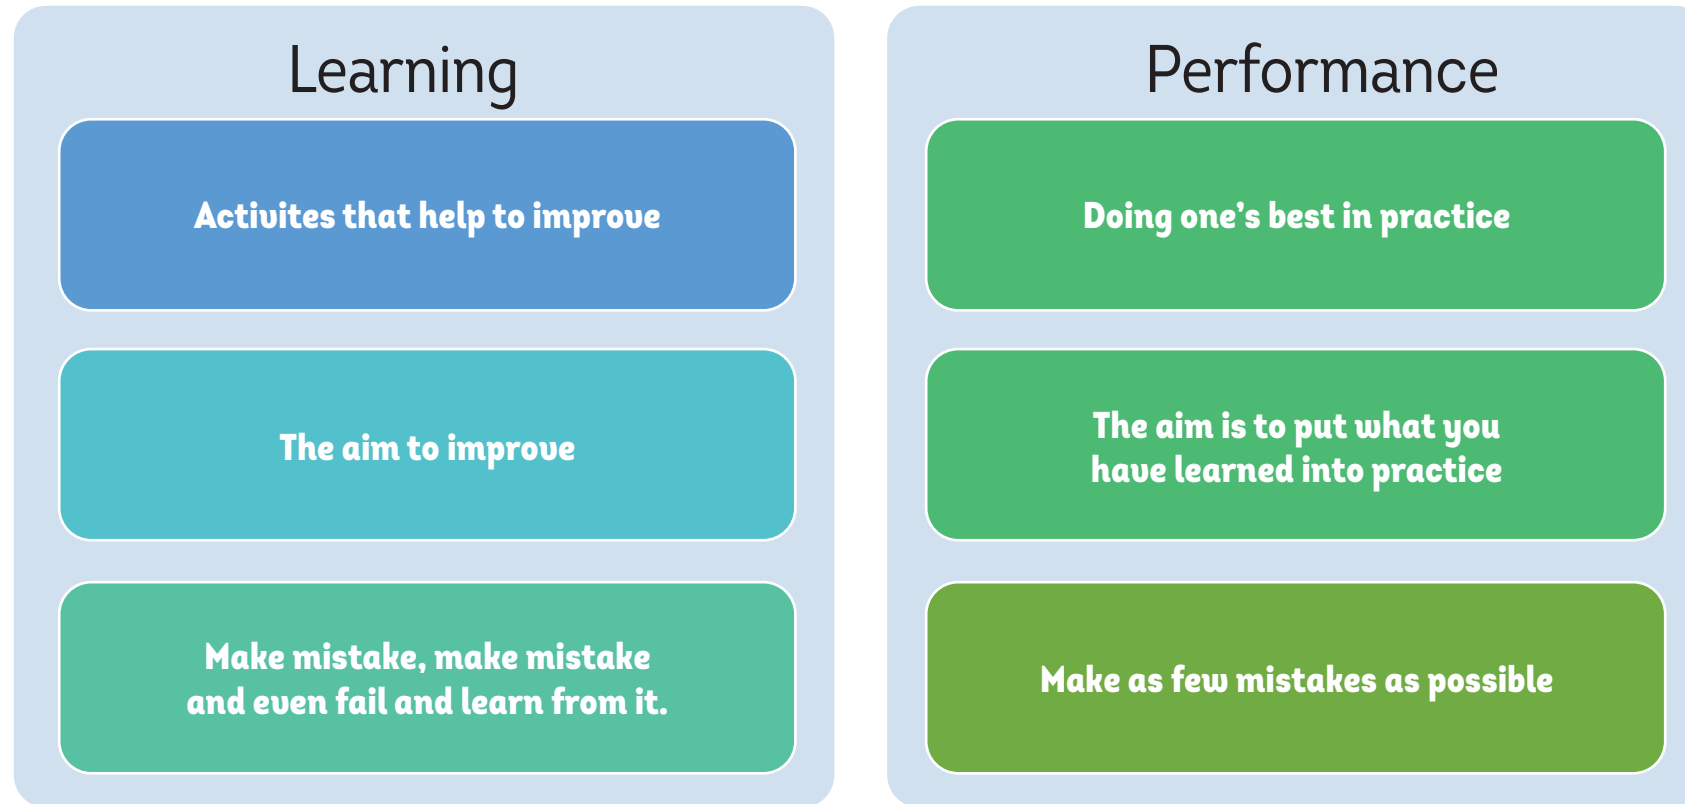 Learning
Activites that help to improve
The aim to improve
Make mistake, make mistake
and even fail and learn from it.
Performance
Doing one’s best in practice
The aim is to put what you
have learned into practice
Make as few mistakes as possible